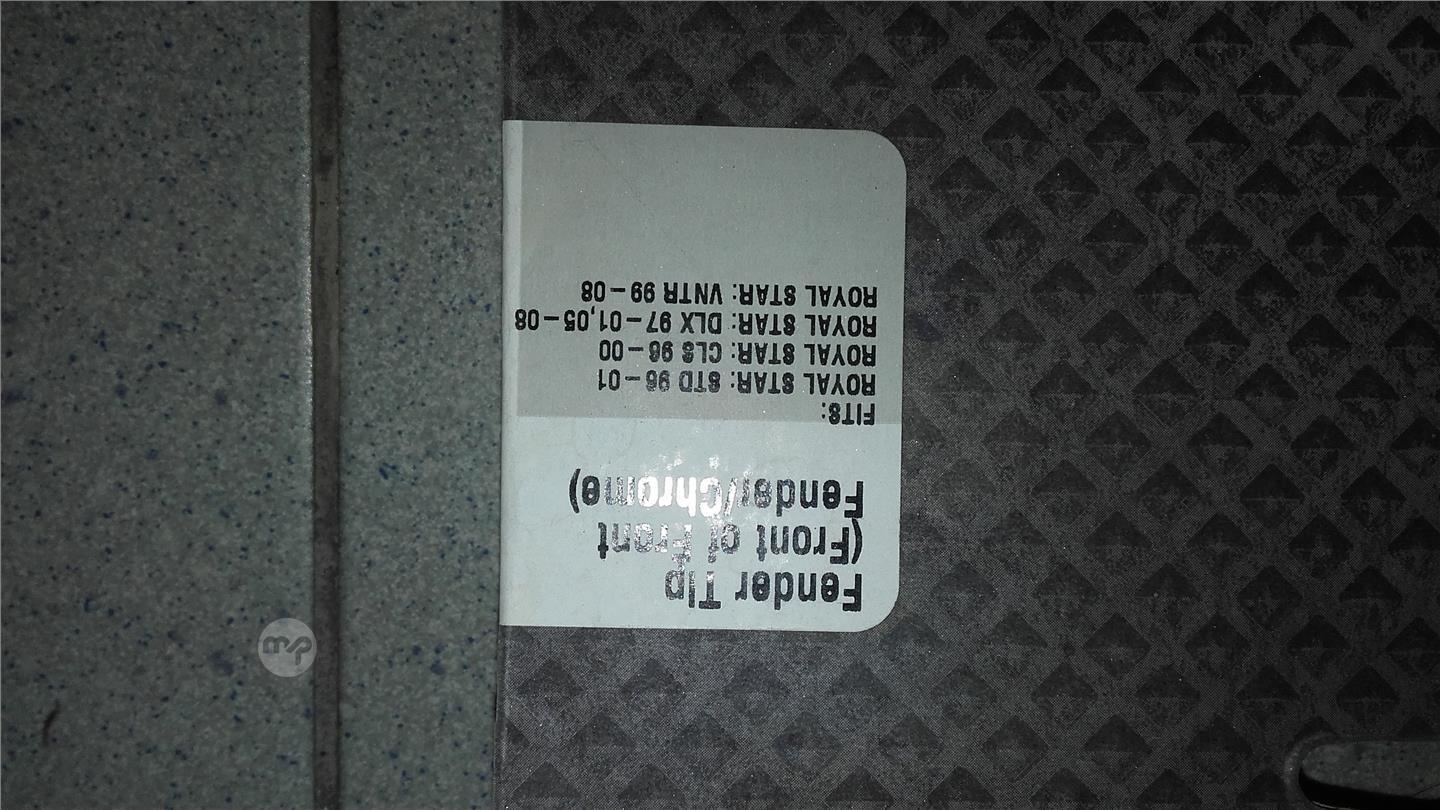 Fender Tip
(Front of Front
Fender/Chrome)
FITS:
ROYAL STAR: STD 96-01
ROYAL STAR: CLS 96-00
ROYAL STAR: DLX 97-01,05-08
ROYAL STAR: VNTR 99-08
mp